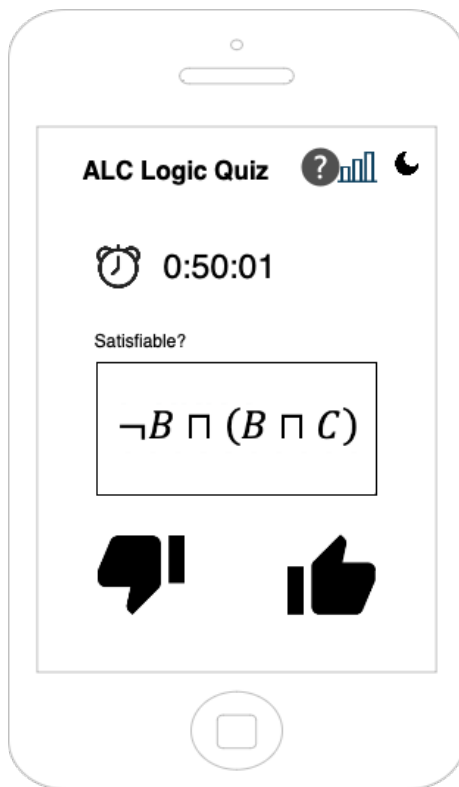 ALC Logic Quiz ?
0:50:01
Satisfiable?
¬B ⊓ (B ⊓ C)